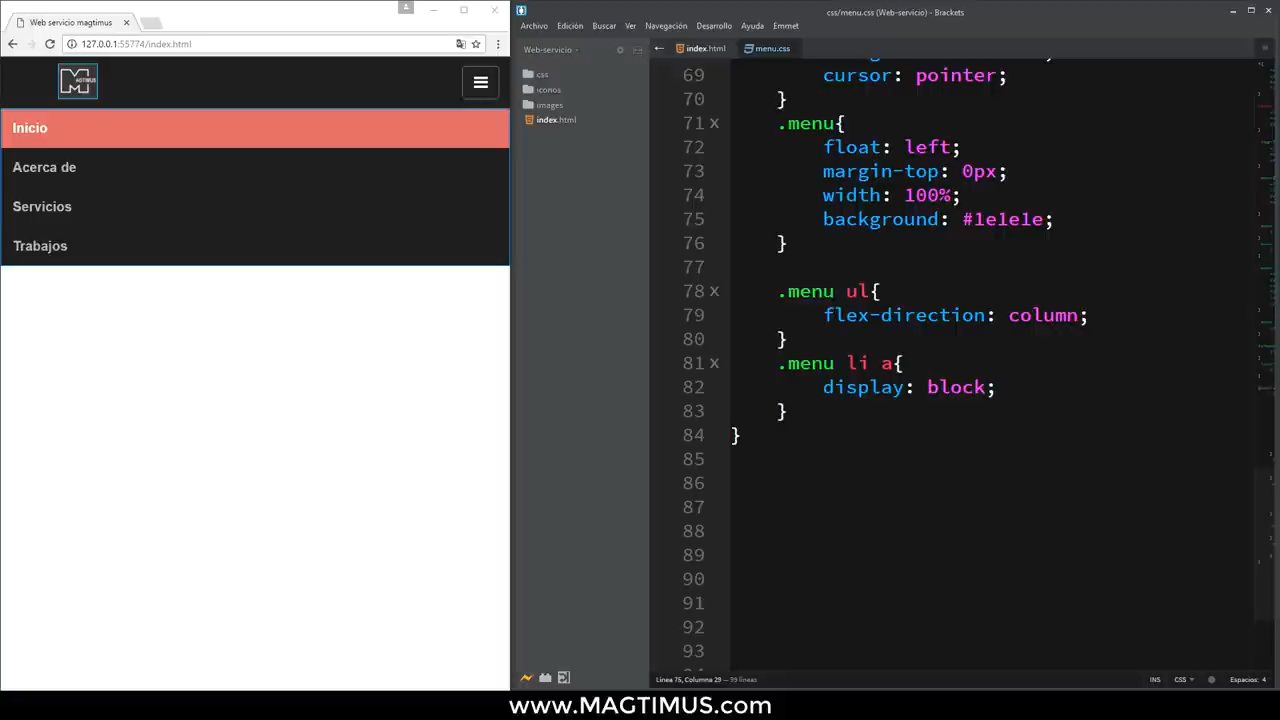 Web servicio magtimus
127.0.0.1:55774/index.html
MAGTIMUS
Inicio
Acerca de
Servicios
Trabajos
css/menu.css (Web-servicio) - Brackets
Archivo Edición Buscar Ver Navegación Desarrollo Ayuda Emmet
Web-servicio
index.html menu.css
css
iconos
images
index.html
69 cursor: pointer;
70 }
71 .menu{
72 float: left;
73 margin-top: 0px;
74 width: 100%;
75 background: #1e1e1e;
76 }
77
78 .menu ul{
79 flex-direction: column;
80 }
81 .menu li a{
82 display: block;
83 }
84 }
85
86
87
88
89
90
91
92
93
Línea 75, Columna 29 — 99 líneas INS CSS Espacios: 4
www.MAGTIMUS.com